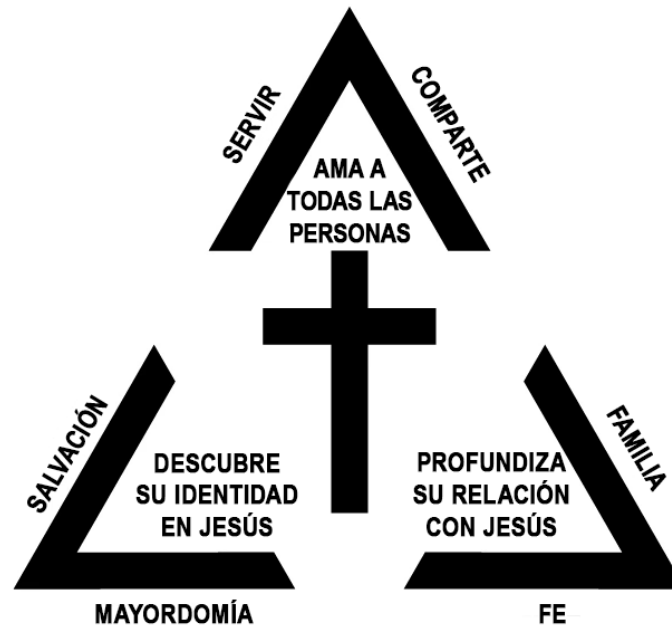 SERVIR
COMPARTE
AMA A
TODAS LAS
PERSONAS
SALVACIÓN
DESCUBRE
SU IDENTIDAD
EN JESÚS
PROFUNDIZA
SU RELACIÓN
CON JESÚS
FAMILIA
MAYORDOMÍA
FE